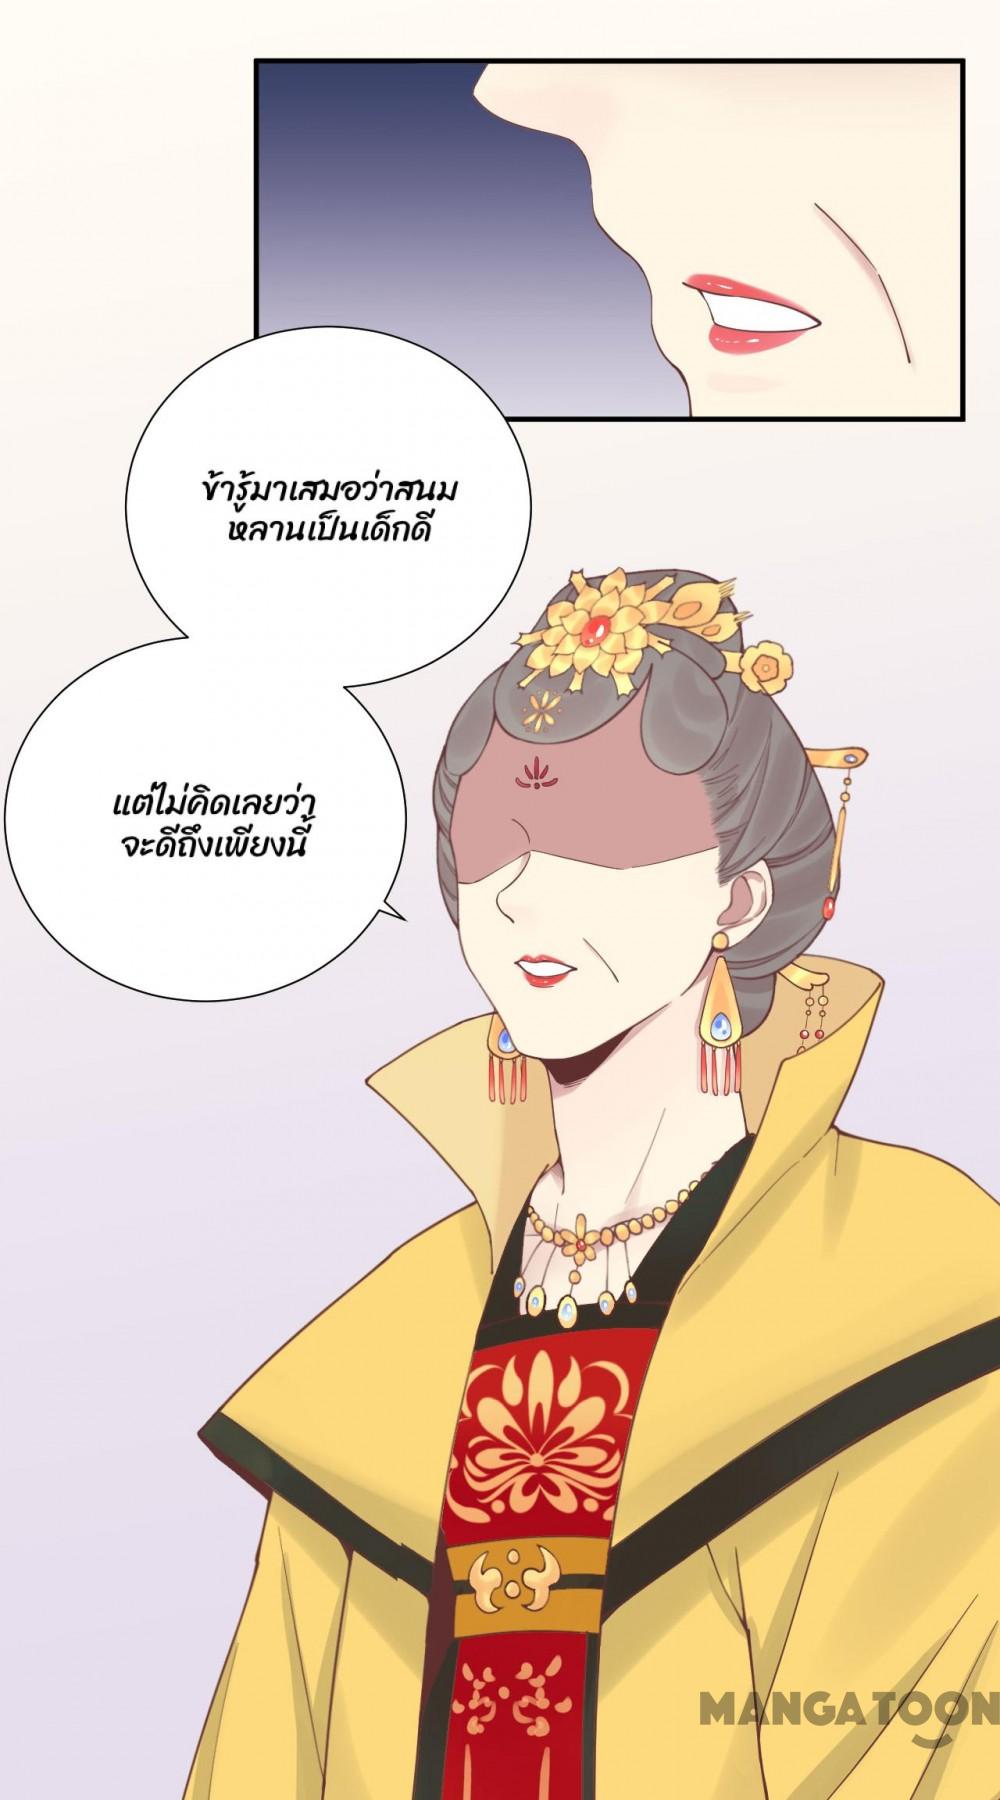 ข้ารู้มาเสมอว่าสนม
หลานเป็นเด็กดี
แต่ไม่คิดเลยว่า
จะดีถึงเพียงนี้
MANGATOON